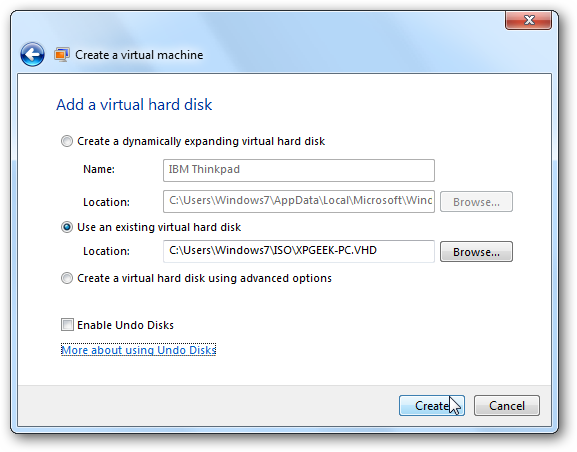 Create a virtual machine
Add a virtual hard disk
Create a dynamically expanding virtual hard disk
Name: IBM Thinkpad
Location: C:\Users\Windows7\AppData\Local\Microsoft\Winc Browse...
Use an existing virtual hard disk
Location: C:\Users\Windows7\ISO\XPGEEK-PC.VHD Browse...
Create a virtual hard disk using advanced options
Enable Undo Disks
More about using Undo Disks
Create Cancel